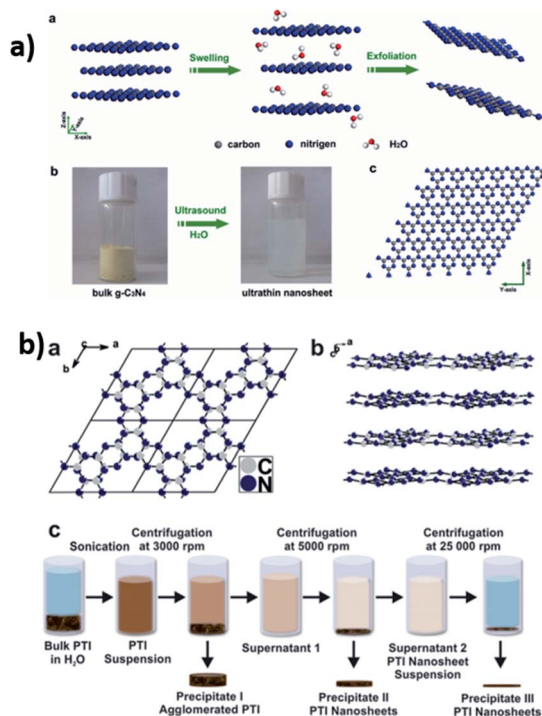 a
a)
Swelling
Exfoliation
Z-axis
Y-axis
X-axis
carbon
nitrigen
H₂O
b
c
Ultrasound
H₂O
bulk g-C₃N₄
ultrathin nanosheet
Y-axis
X-axis
b)
a
c
a
b
C
N
b
a
c
Sonication
Centrifugation
at 3000 rpm
Centrifugation
at 5000 rpm
Centrifugation
at 25 000 rpm
Bulk PTI
in H₂O
PTI
Suspension
Supernatant 1
Supernatant 2
PTI Nanosheet
Suspension
Precipitate I
Agglomerated PTI
Precipitate II
PTI Nanosheets
Precipitate III
PTI Nanosheets